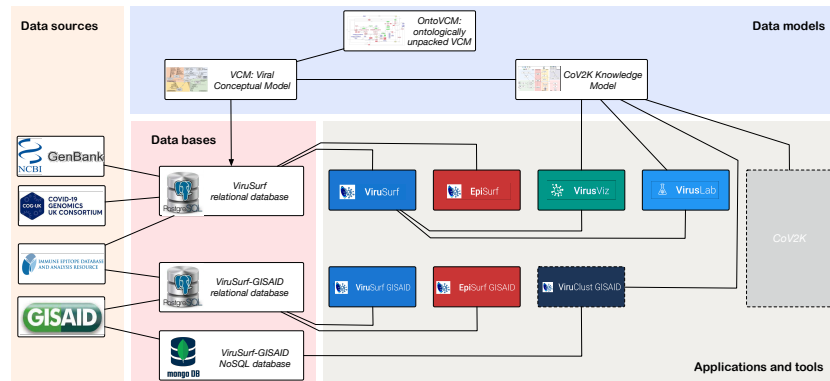 Data sources
OntoVCM:
ontologically
unpacked VCM
Data models
VCM: Viral
Conceptual Model
CoV2K Knowledge
Model
Data bases
NCBI
GenBank
PostgreSQL
ViruSurf
relational database
ViruSurf
EpiSurf
VirusViz
VirusLab
COG-UK
COVID-19
GENOMICS
UK CONSORTIUM
CoV2K
IMMUNE EPITOPE DATABASE
AND ANALYSIS RESOURCE
PostgreSQL
ViruSurf-GISAID
relational database
ViruSurf GISAID
EpiSurf GISAID
ViruClust GISAID
GISAID
mongo DB
ViruSurf-GISAID
NoSQL database
Applications and tools